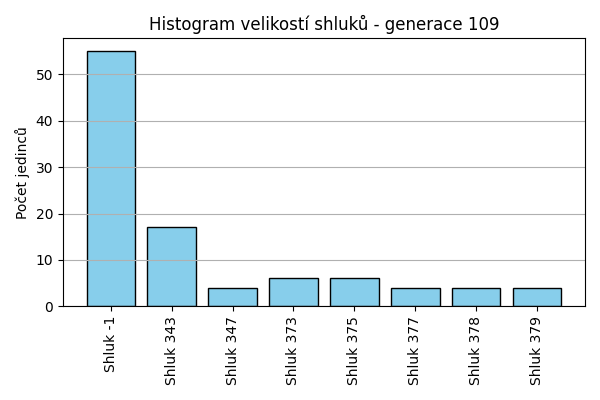 Histogram velikostí shluků - generace 109
Počet jedinců
50
40
30
20
10
0
Shluk -1
Shluk 343
Shluk 347
Shluk 373
Shluk 375
Shluk 377
Shluk 378
Shluk 379